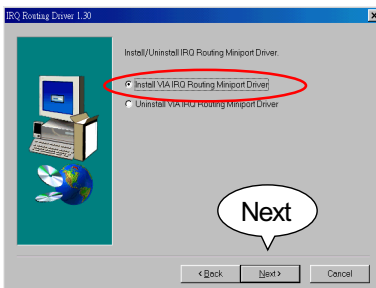 IRQ Routing Driver 1.30
Install/Uninstall IRQ Routing Miniport Driver.
Install VIA IRQ Routing Miniport Driver
Uninstall VIA IRQ Routing Miniport Driver
Next
< Back Next > Cancel